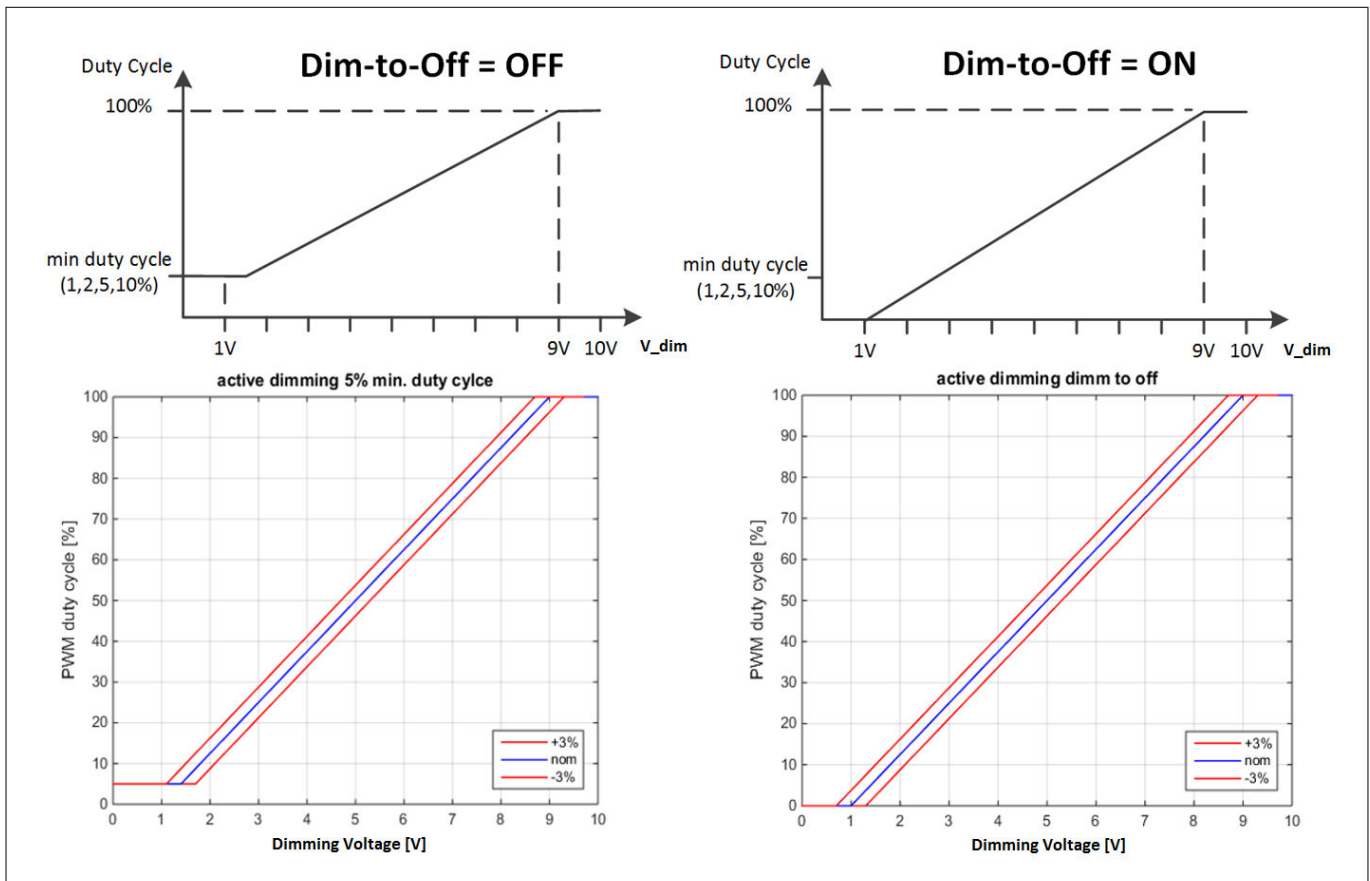 Dim-to-Off = OFF
Duty Cycle
100%
min duty cycle
(1,2,5,10%)
1V
9V
10V
V_dim
Dim-to-Off = ON
Duty Cycle
100%
min duty cycle
(1,2,5,10%)
1V
9V
10V
V_dim
active dimming 5% min. duty cylce
PWM duty cycle [%]
100
90
80
70
60
50
40
30
20
10
0
0 1 2 3 4 5 6 7 8 9 10
Dimming Voltage [V]
+3%
nom
-3%
active dimming dimm to off
PWM duty cycle [%]
100
90
80
70
60
50
40
30
20
10
0
0 1 2 3 4 5 6 7 8 9 10
Dimming Voltage [V]
+3%
nom
-3%